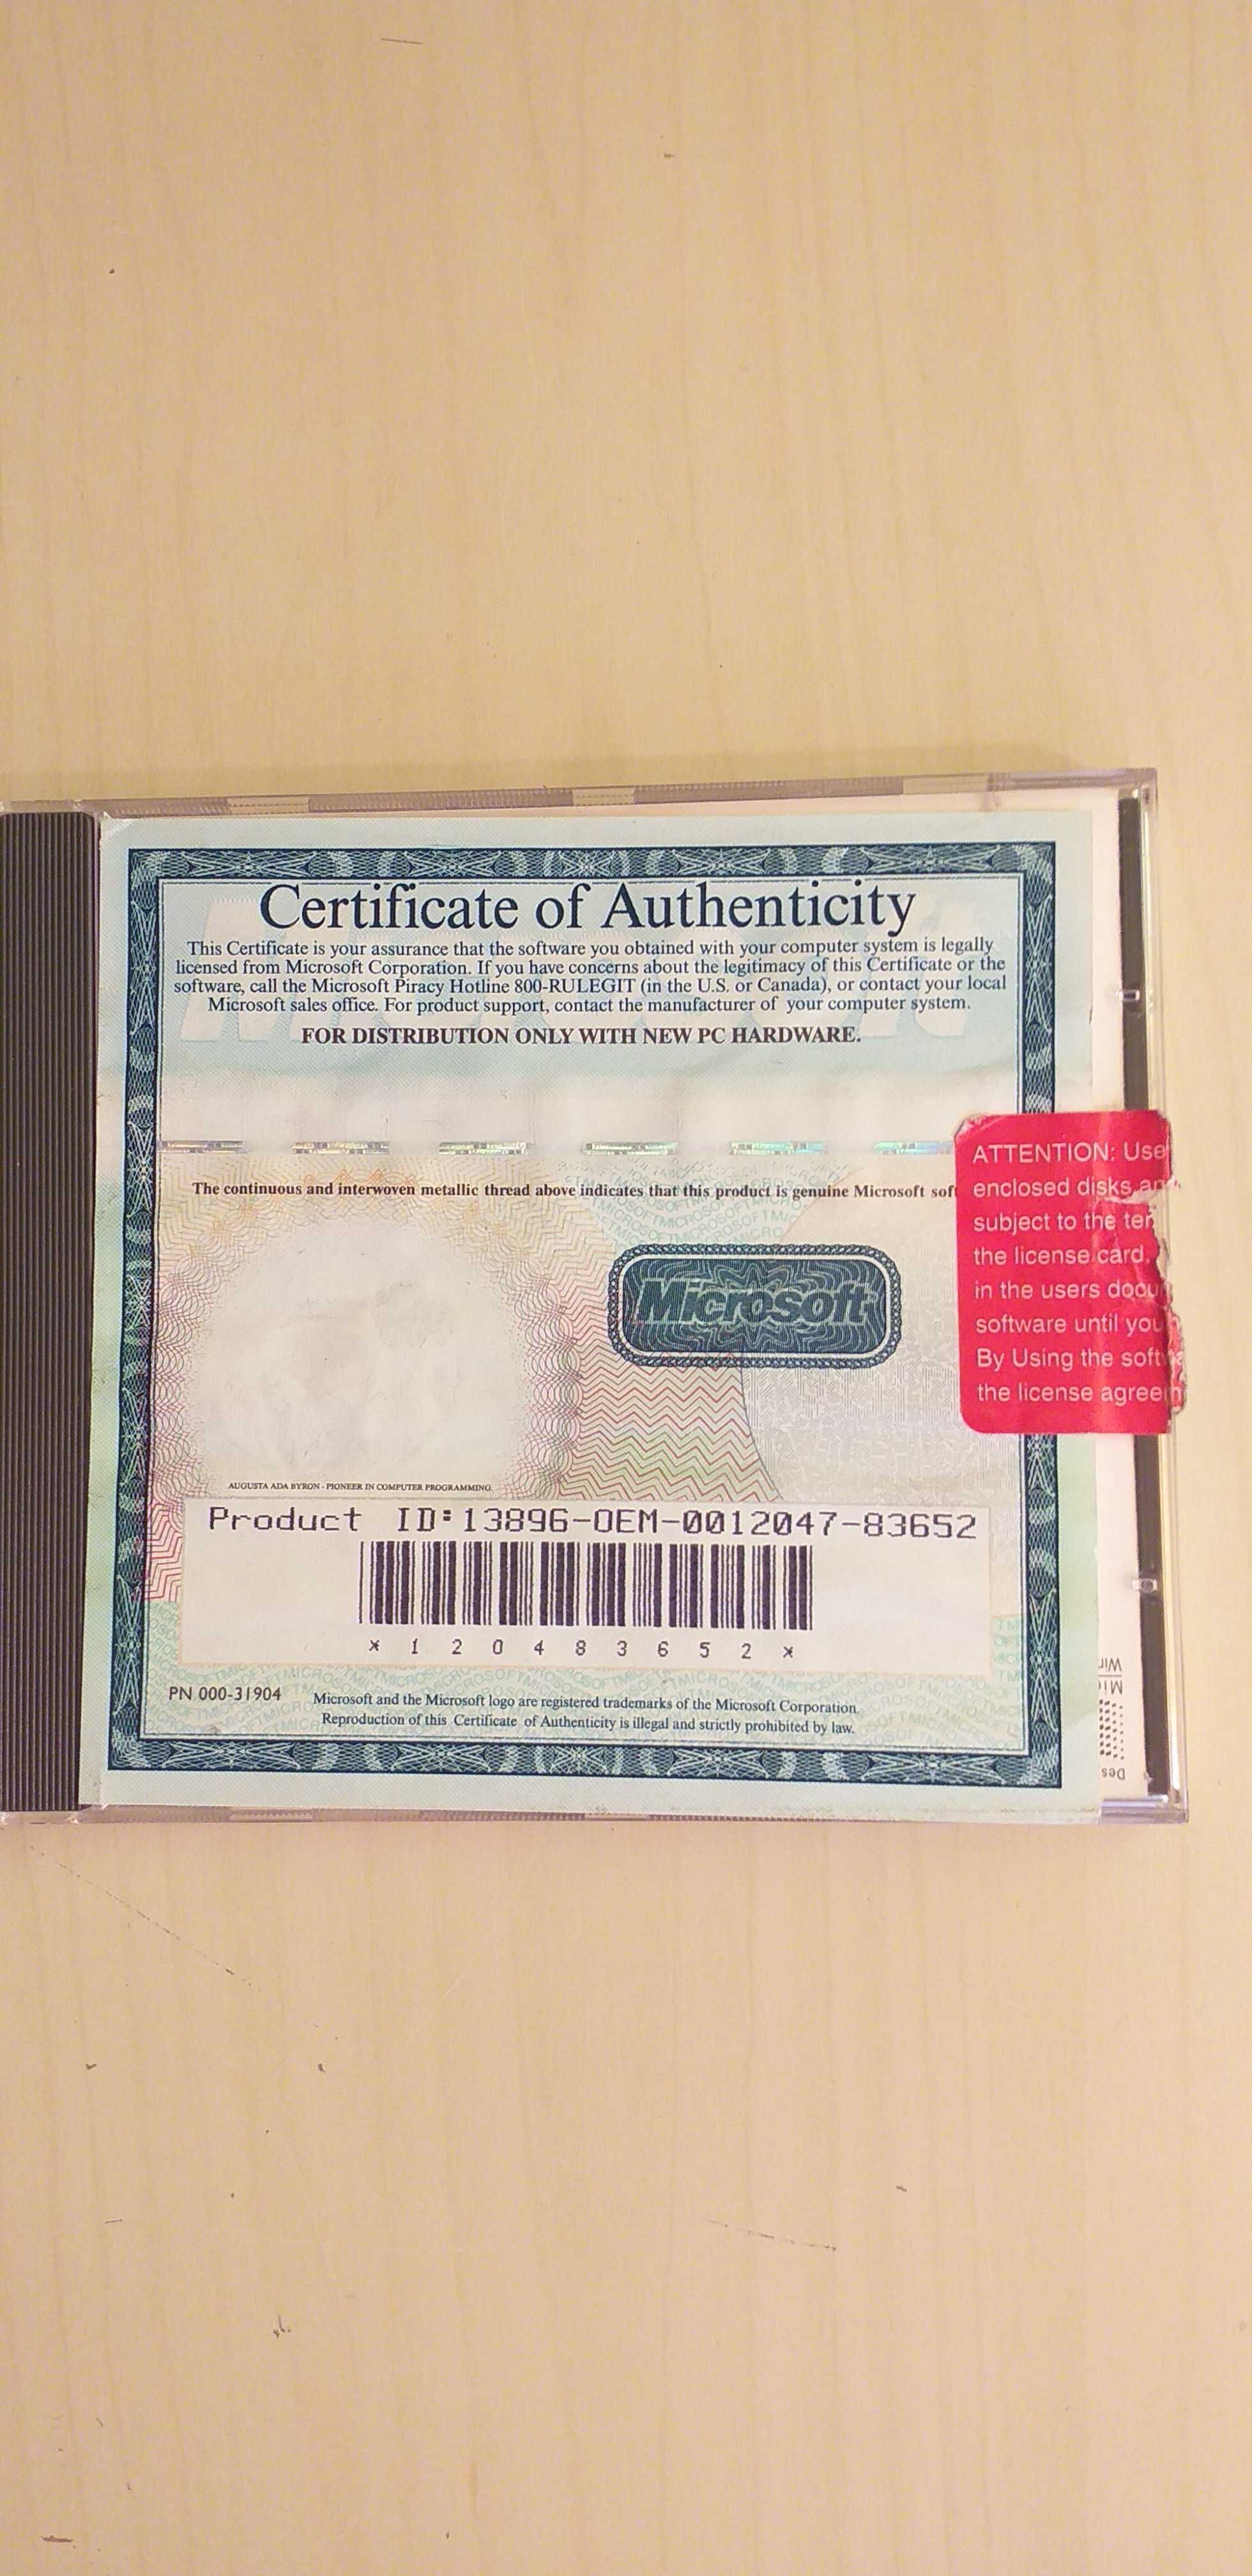 Certificate of Authenticity
This Certificate is your assurance that the software you obtained with your computer system is legally
licensed from Microsoft Corporation. If you have concerns about the legitimacy of this Certificate or the
software, call the Microsoft Piracy Hotline 800-RULEGIT (in the U.S. or Canada), or contact your local
Microsoft sales office. For product support, contact the manufacturer of your computer system.
FOR DISTRIBUTION ONLY WITH NEW PC HARDWARE.
The continuous and interwoven metallic thread above indicates that this product is genuine Microsoft sof
ATTENTION: Use
enclosed disks an
subject to the ter
the license card,
in the users docu
software until you
By Using the softw
the license agreem
Microsoft
AUGUSTA ADA BYRON - PIONEER IN COMPUTER PROGRAMMING.
Product ID:13896-OEM-0012047-83652
* 1 2 0 4 8 3 6 5 2 *
PN 000-31904
Microsoft and the Microsoft logo are registered trademarks of the Microsoft Corporation.
Reproduction of this Certificate of Authenticity is illegal and strictly prohibited by law.